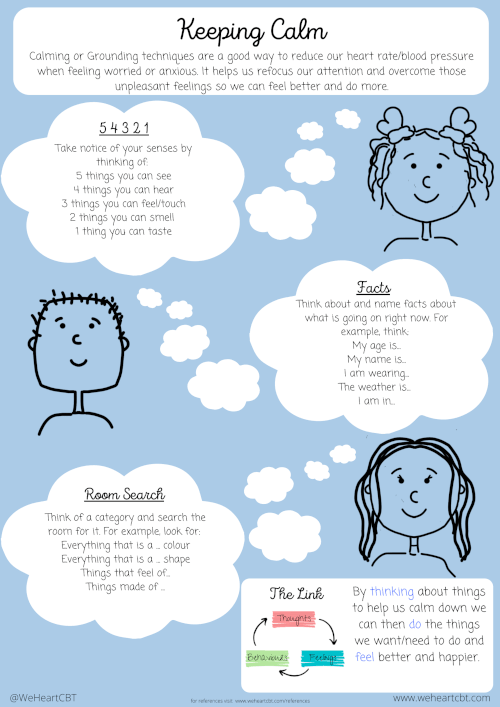 Keeping Calm
Calming or Grounding techniques are a good way to reduce our heart rate/blood pressure
when feeling worried or anxious. It helps us refocus our attention and overcome those
unpleasant feelings so we can feel better and do more.
5 4 3 2 1
Take notice of your senses by
thinking of:
5 things you can see
4 things you can hear
3 things you can feel/touch
2 things you can smell
1 thing you can taste
Facts
Think about and name facts about
what is going on right now. For
example, think;
My age is...
My name is...
I am wearing...
The weather is...
I am in...
Room Search
Think of a category and search the
room for it. For example, look for:
Everything that is a ... colour
Everything that is a ... shape
Things that feel of...
Things made of ...
The Link
Thoughts
Behaviours
Feelings
By thinking about things
to help us calm down we
can then do the things
we want/need to do and
feel better and happier.
@WeHeartCBT
for references visit: www.weheartcbt.com/references
www.weheartcbt.com